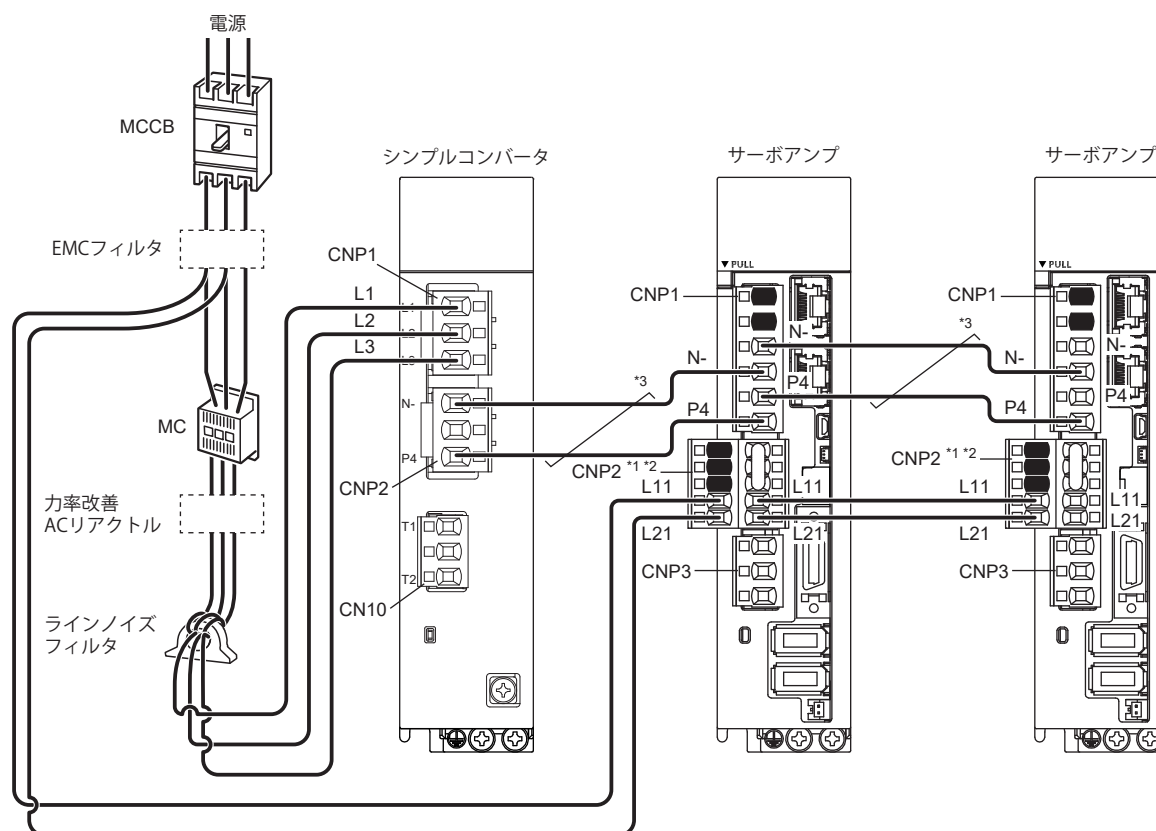 電源
MCCB
EMCフィルタ
MC
力率改善
ACリアクトル
ラインノイズ
フィルタ
シンプルコンバータ
CNP1
L1
L2
L3
L1
L2
L3
N-
P4
CNP2
T1
T2
CN10
*3
サーボアンプ
▼PULL
CNP1
N-
N-
P4
P4
CNP2 *1 *2
L11
L11
L21
L21
CNP3
*3
サーボアンプ
▼PULL
CNP1
N-
N-
P4
P4
CNP2 *1 *2
L11
L11
L21
L21
CNP3